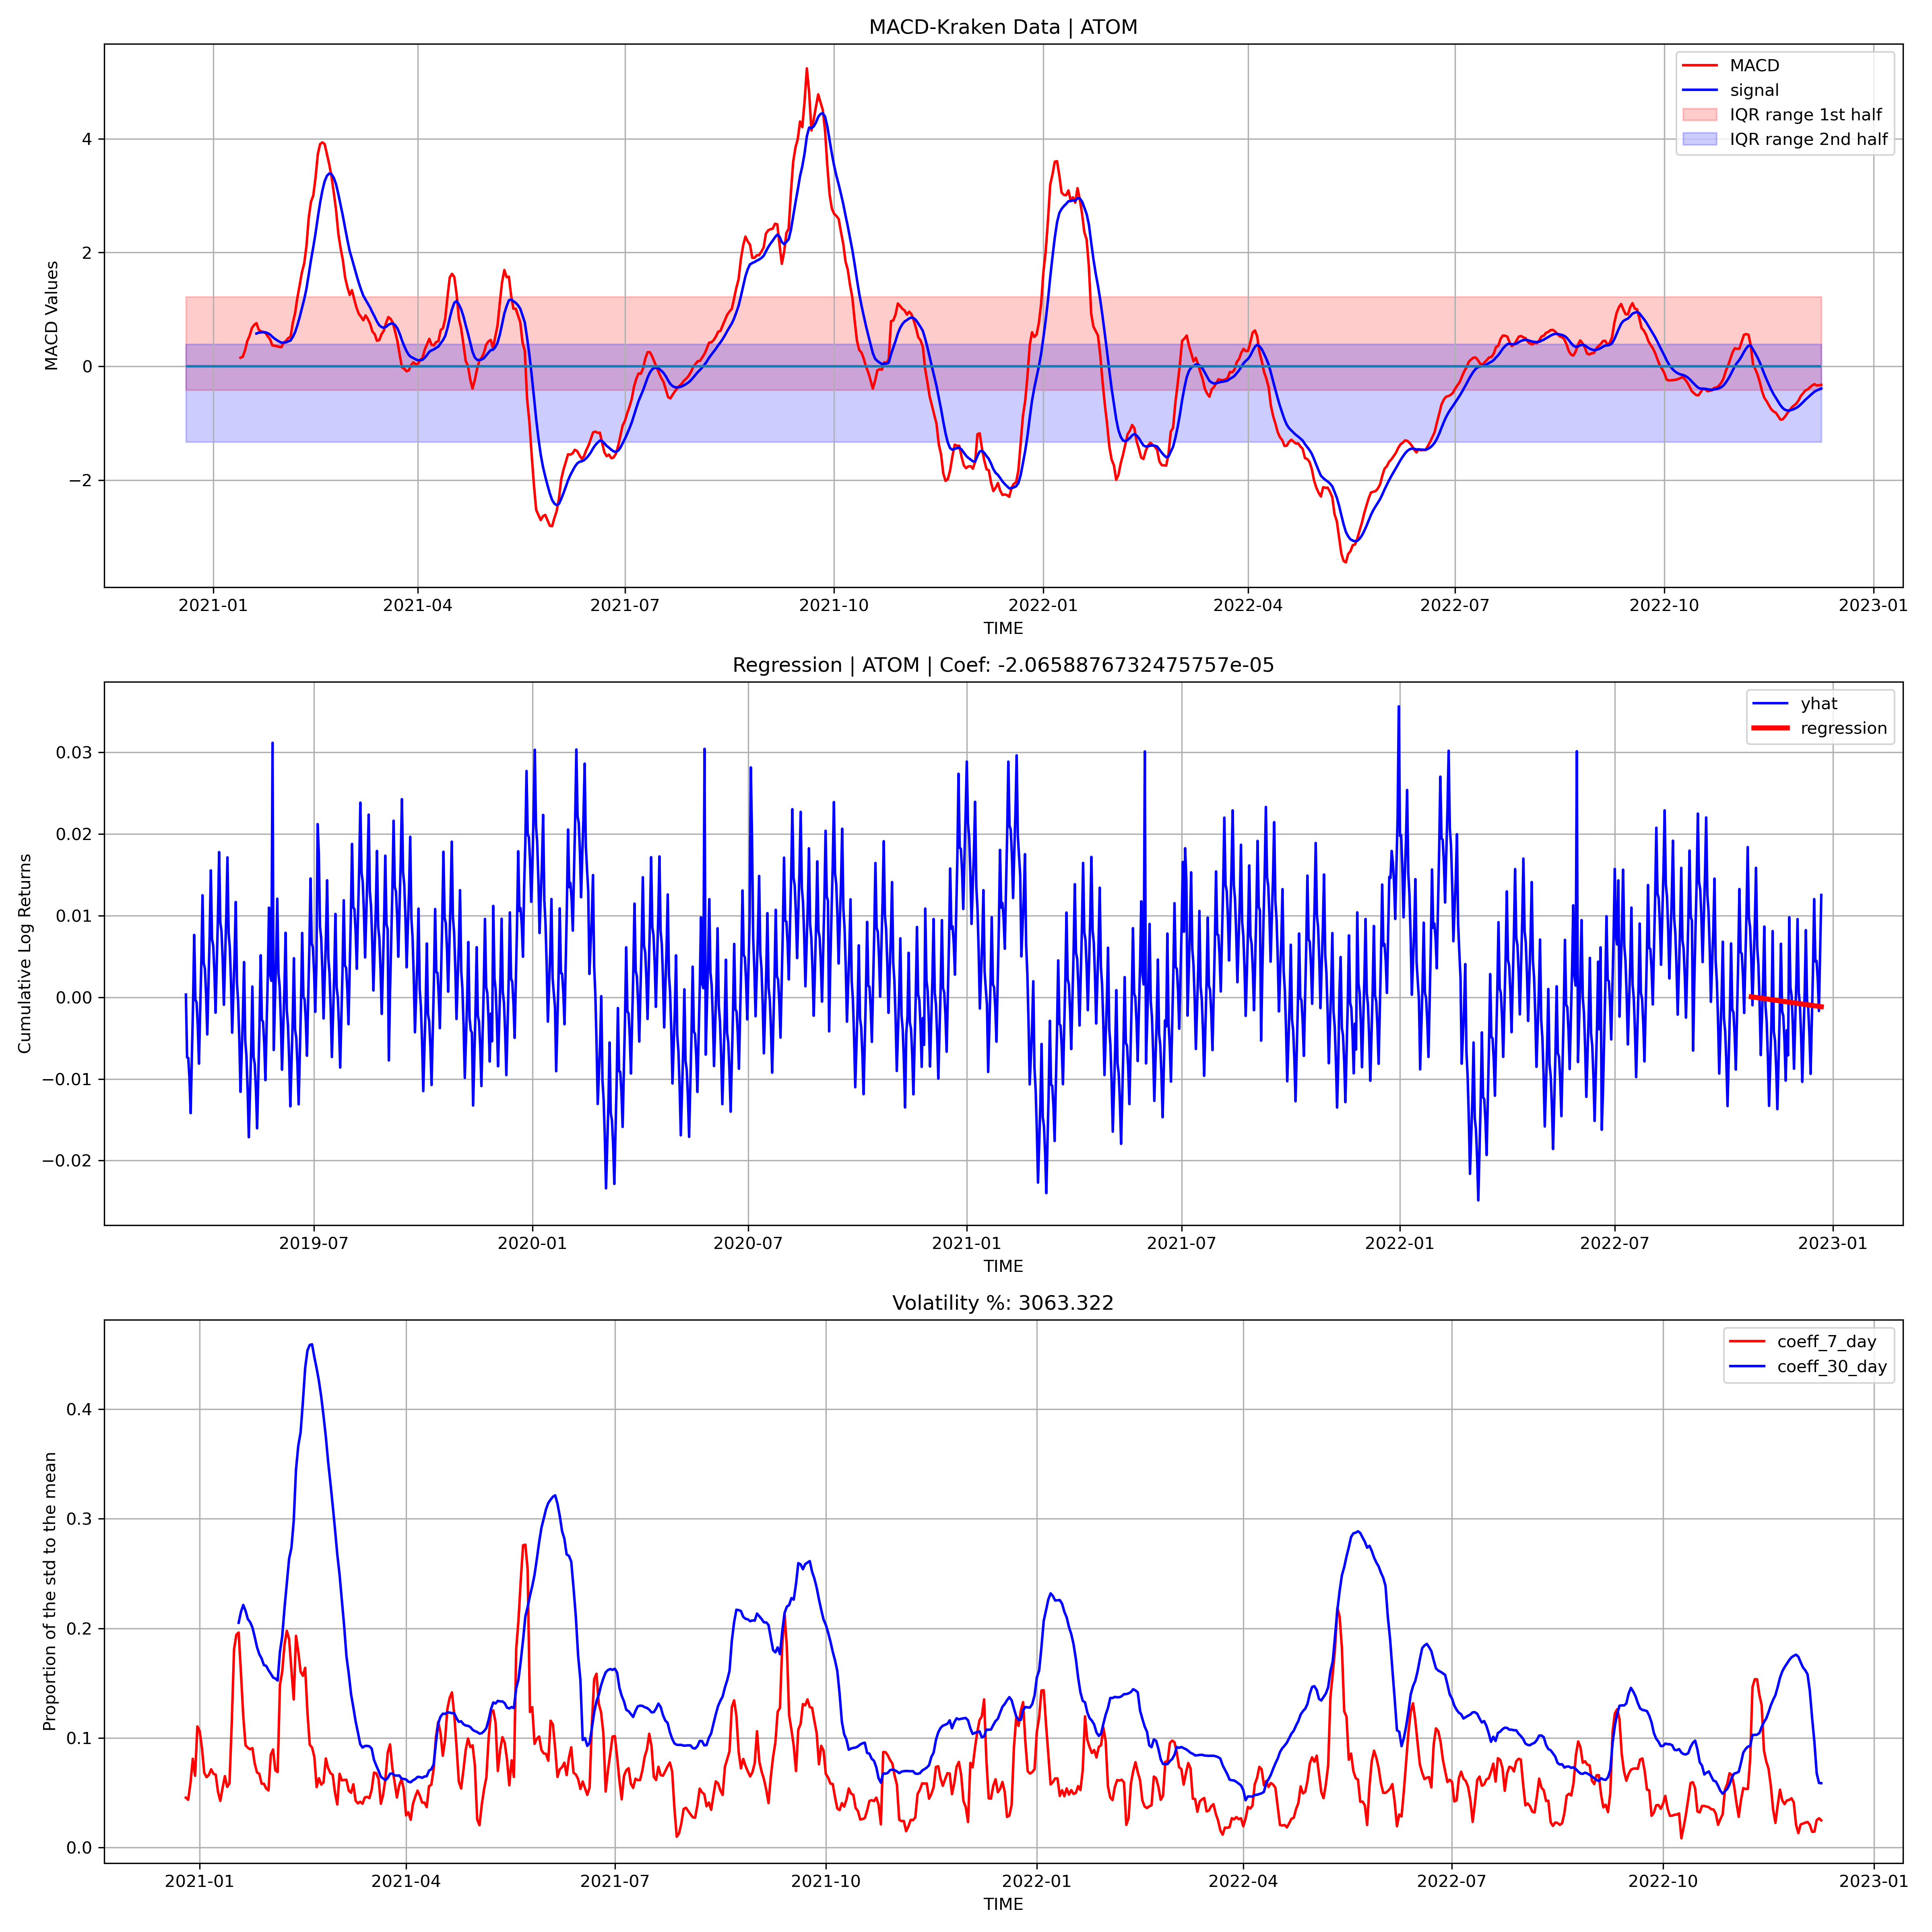 MACD-Kraken Data | ATOM
MACD
signal
IQR range 1st half
IQR range 2nd half
MACD Values
4
2
0
−2
2021-01 2021-04 2021-07 2021-10 2022-01 2022-04 2022-07 2022-10 2023-01
TIME
Regression | ATOM | Coef: -2.0658876732475757e-05
yhat
regression
Cumulative Log Returns
0.03
0.02
0.01
0.00
−0.01
−0.02
2019-07 2020-01 2020-07 2021-01 2021-07 2022-01 2022-07 2023-01
TIME
Volatility %: 3063.322
coeff_7_day
coeff_30_day
Proportion of the std to the mean
0.4
0.3
0.2
0.1
0.0
2021-01 2021-04 2021-07 2021-10 2022-01 2022-04 2022-07 2022-10 2023-01
TIME